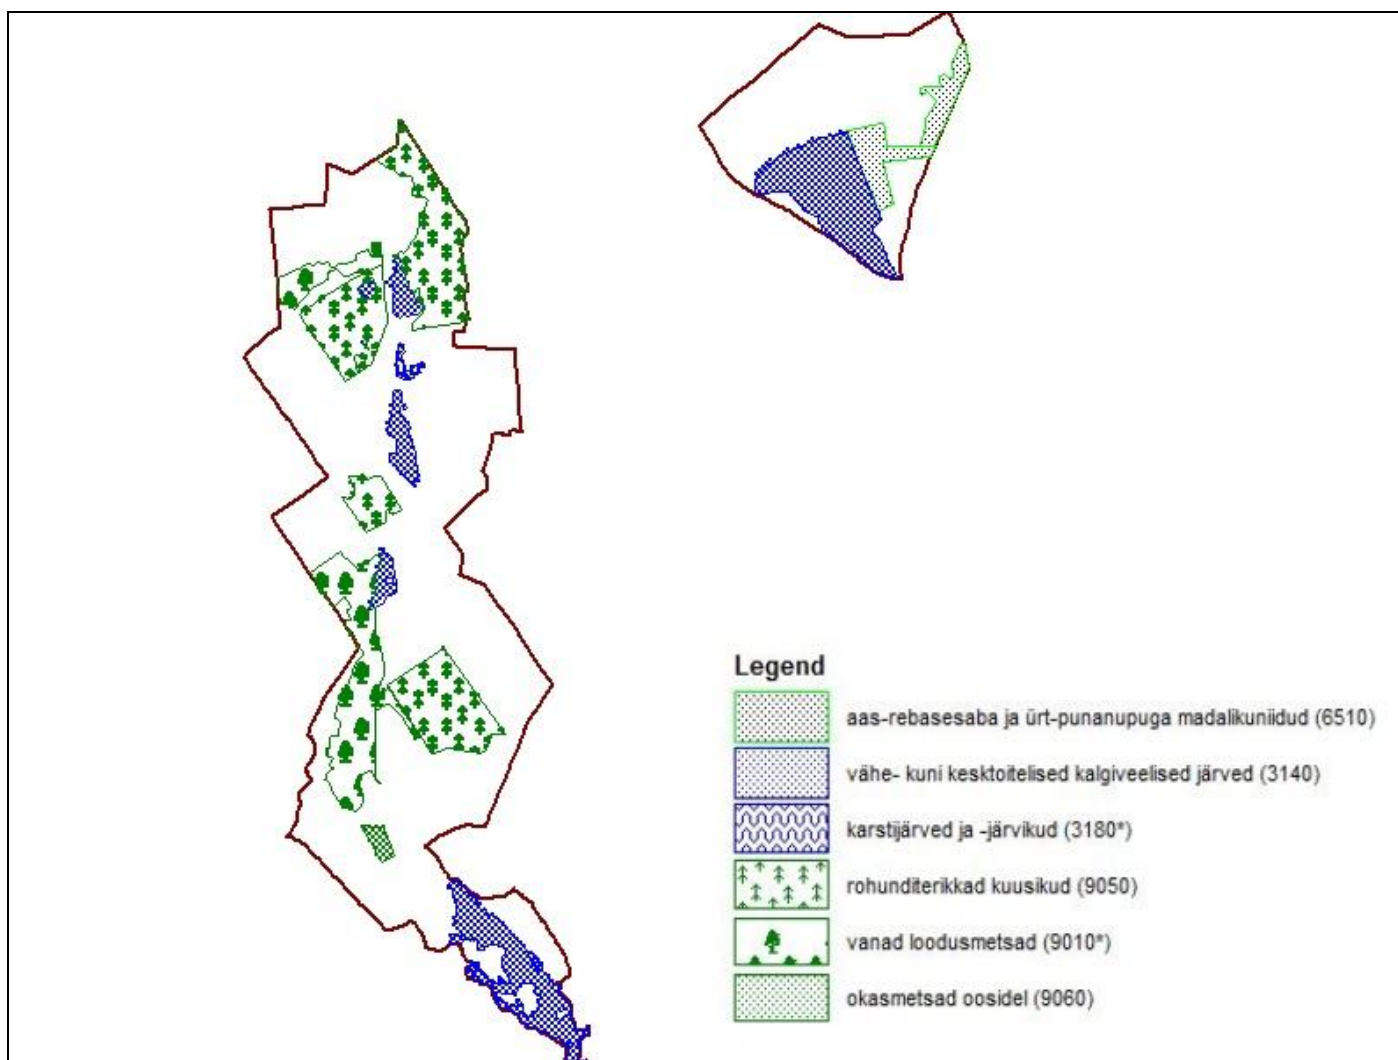 Legend
aas-rebasesaba ja ürt-punanupuga madalikuniidud (6510)
vähe- kuni kesktoitelised kalgiveelised järved (3140)
karstijärved ja -järvikud (3180*)
rohunditerikkad kuusikud (9050)
vanad loodusmetsad (9010*)
okasmetsad oosidel (9060)